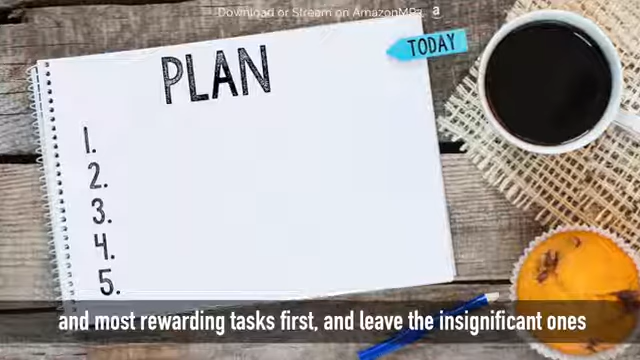 Download or Stream on AmazonMP3 a
TODAY
PLAN
1.
2.
3.
4.
5.
and most rewarding tasks first, and leave the insignificant ones